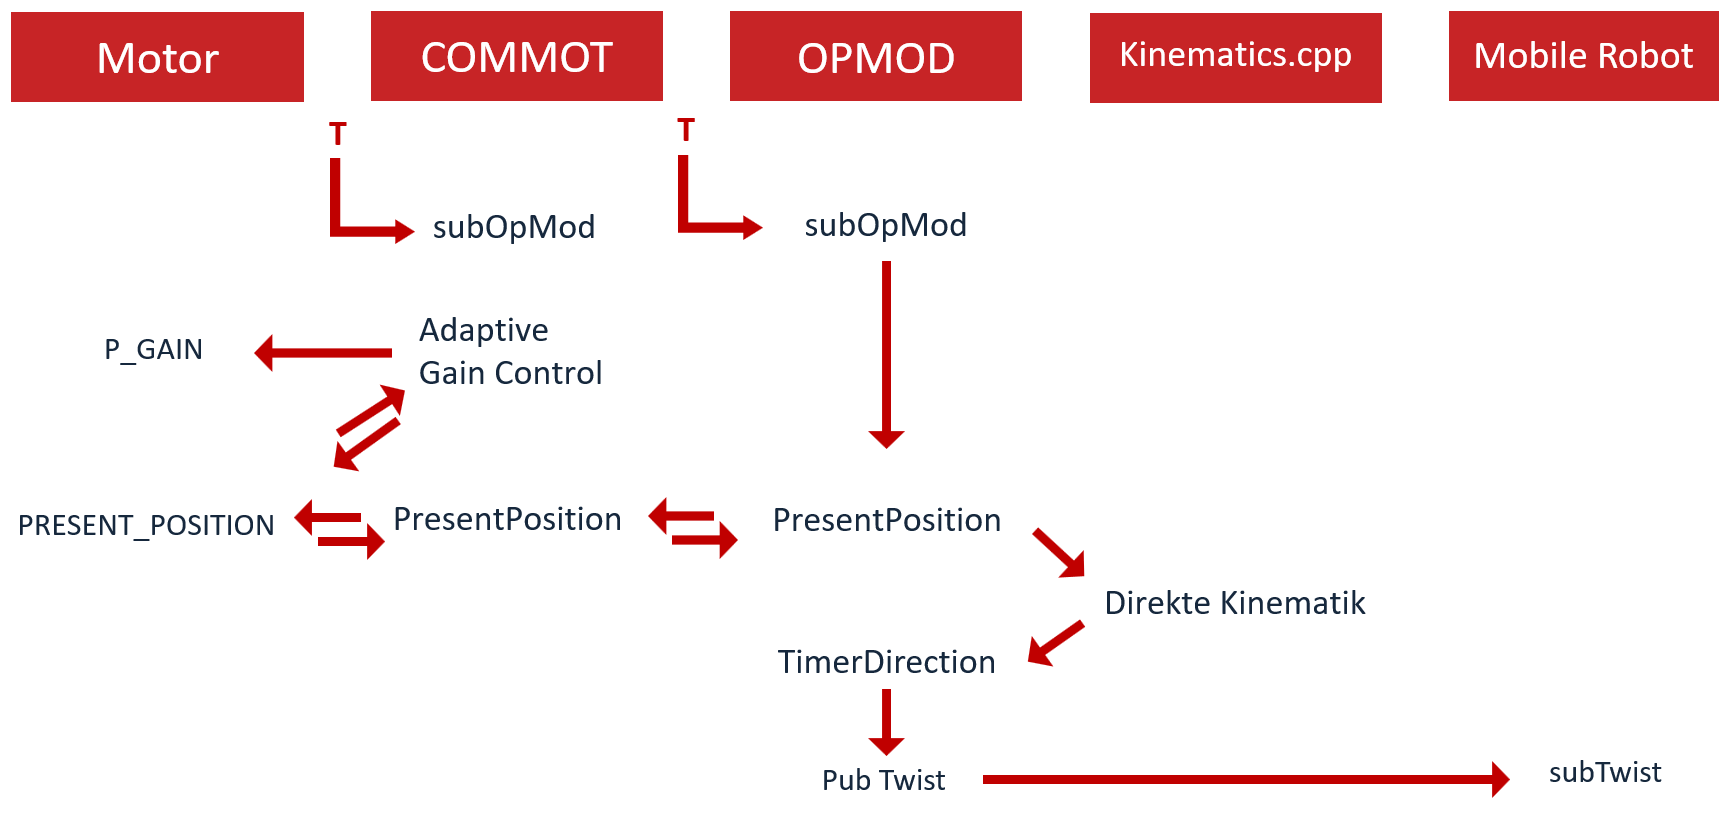 Motor
COMMOT
OPMOD
Kinematics.cpp
Mobile Robot
T
T
subOpMod
subOpMod
Adaptive
Gain Control
P_GAIN
PRESENT_POSITION
PresentPosition
PresentPosition
Direkte Kinematik
TimerDirection
Pub Twist
subTwist